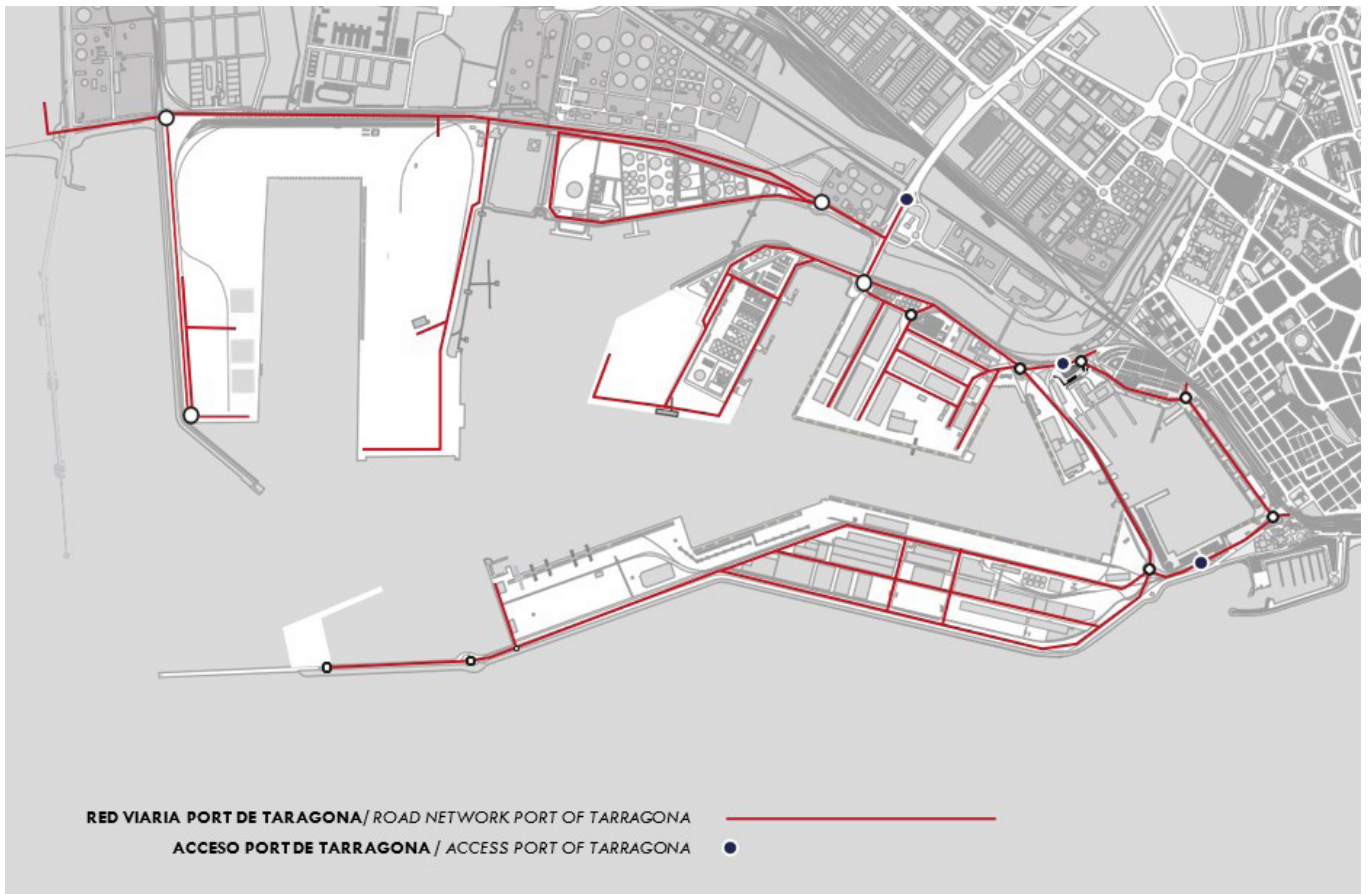 RED VIARIA PORT DE TARAGONA/ ROAD NETWORK PORT OF TARRAGONA
ACCESO PORT DE TARRAGONA / ACCESS PORT OF TARRAGONA